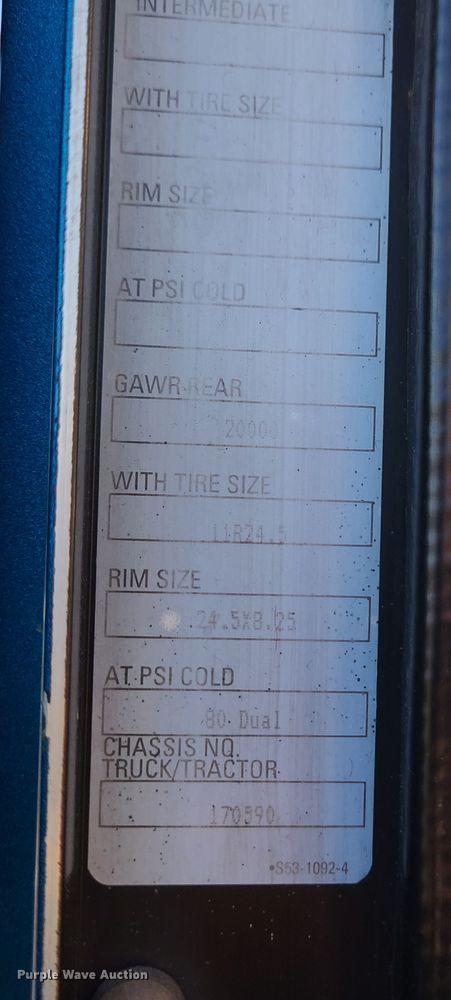 INTERMEDIATE
WITH TIRE SIZE
RIM SIZE
AT PSI COLD
GAWR REAR
20000
WITH TIRE SIZE
11R24.5
RIM SIZE
24.5X8.25
AT PSI COLD
80 Dual
CHASSIS NO.
TRUCK/TRACTOR
170590
•S53-1092-4
Purple Wave Auction